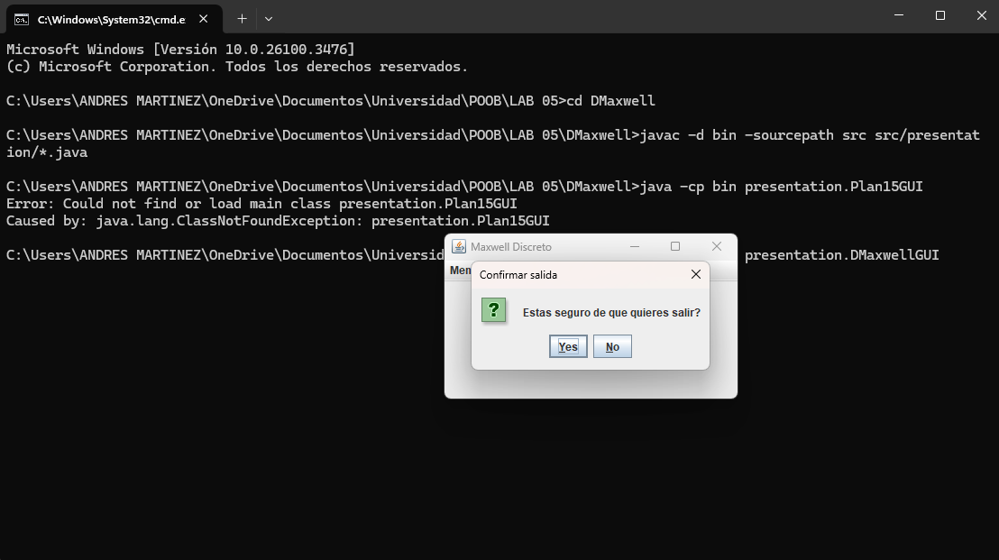 C:\Windows\System32\cmd.e
Microsoft Windows [Versión 10.0.26100.3476]
(c) Microsoft Corporation. Todos los derechos reservados.
C:\Users\ANDRES MARTINEZ\OneDrive\Documentos\Universidad\POOB\LAB 05>cd DMaxwell
C:\Users\ANDRES MARTINEZ\OneDrive\Documentos\Universidad\POOB\LAB 05\DMaxwell>javac -d bin -sourcepath src src/presentat
ion/*.java
C:\Users\ANDRES MARTINEZ\OneDrive\Documentos\Universidad\POOB\LAB 05\DMaxwell>java -cp bin presentation.Plan15GUI
Error: Could not find or load main class presentation.Plan15GUI
Caused by: java.lang.ClassNotFoundException: presentation.Plan15GUI
C:\Users\ANDRES MARTINEZ\OneDrive\Documentos\Universid presentation.DMaxwellGUI
Maxwell Discreto
Men
Confirmar salida
?
Estas seguro de que quieres salir?
Yes No